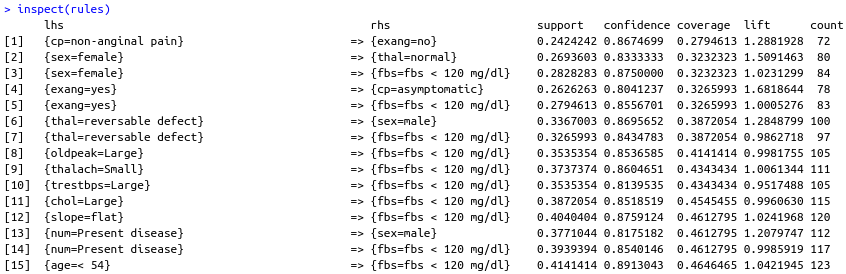 > inspect(rules)
lhs rhs support confidence coverage lift count
[1] {cp=non-anginal pain} => {exang=no} 0.2424242 0.8674699 0.2794613 1.2881928 72
[2] {sex=female} => {thal=normal} 0.2693603 0.8333333 0.3232323 1.5091463 80
[3] {sex=female} => {fbs=fbs < 120 mg/dl} 0.2828283 0.8750000 0.3232323 1.0231299 84
[4] {exang=yes} => {cp=asymptomatic} 0.2626263 0.8041237 0.3265993 1.6818644 78
[5] {exang=yes} => {fbs=fbs < 120 mg/dl} 0.2794613 0.8556701 0.3265993 1.0005276 83
[6] {thal=reversable defect} => {sex=male} 0.3367003 0.8695652 0.3872054 1.2848799 100
[7] {thal=reversable defect} => {fbs=fbs < 120 mg/dl} 0.3265993 0.8434783 0.3872054 0.9862718 97
[8] {oldpeak=Large} => {fbs=fbs < 120 mg/dl} 0.3535354 0.8536585 0.4141414 0.9981755 105
[9] {thalach=Small} => {fbs=fbs < 120 mg/dl} 0.3737374 0.8604651 0.4343434 1.0061344 111
[10] {trestbps=Large} => {fbs=fbs < 120 mg/dl} 0.3535354 0.8139535 0.4343434 0.9517488 105
[11] {chol=Large} => {fbs=fbs < 120 mg/dl} 0.3872054 0.8518519 0.4545455 0.9960630 115
[12] {slope=flat} => {fbs=fbs < 120 mg/dl} 0.4040404 0.8759124 0.4612795 1.0241968 120
[13] {num=Present disease} => {sex=male} 0.3771044 0.8175182 0.4612795 1.2079747 112
[14] {num=Present disease} => {fbs=fbs < 120 mg/dl} 0.3939394 0.8540146 0.4612795 0.9985919 117
[15] {age=< 54} => {fbs=fbs < 120 mg/dl} 0.4141414 0.8913043 0.4646465 1.0421945 123